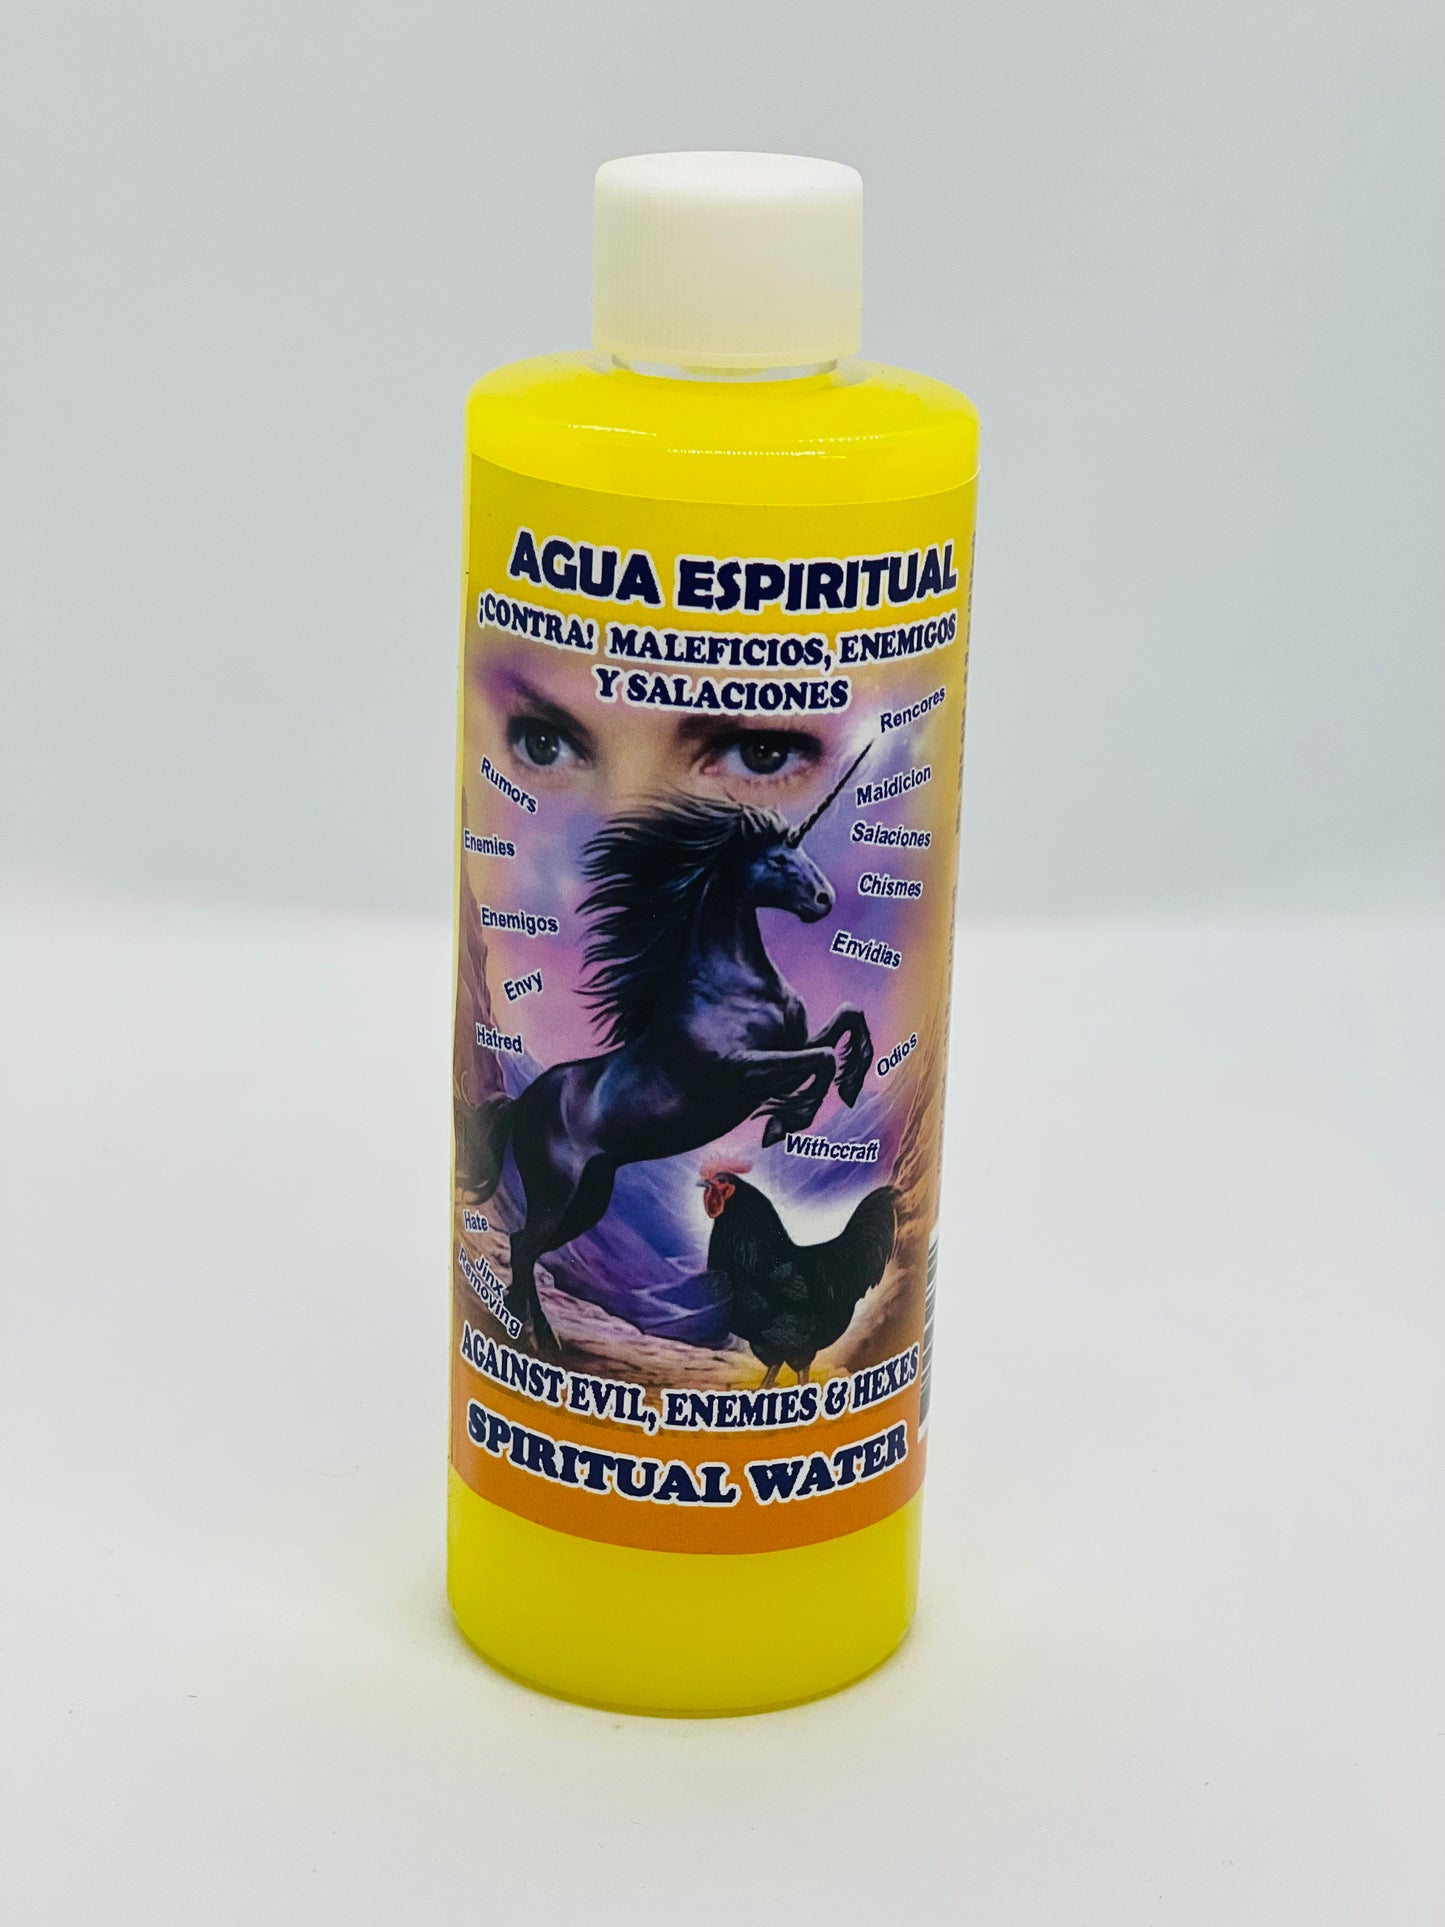 AGUA ESPIRITUAL
¡CONTRA! MALEFICIOS, ENEMIGOS
Y SALACIONES
Rencores
Rumors
Maldicion
Enemies
Salaciones
Chismes
Enemigos
Envidias
Envy
Hatred
Odios
Withccraft
Hate
Jinx
Removing
AGAINST EVIL, ENEMIES & HEXES
SPIRITUAL WATER